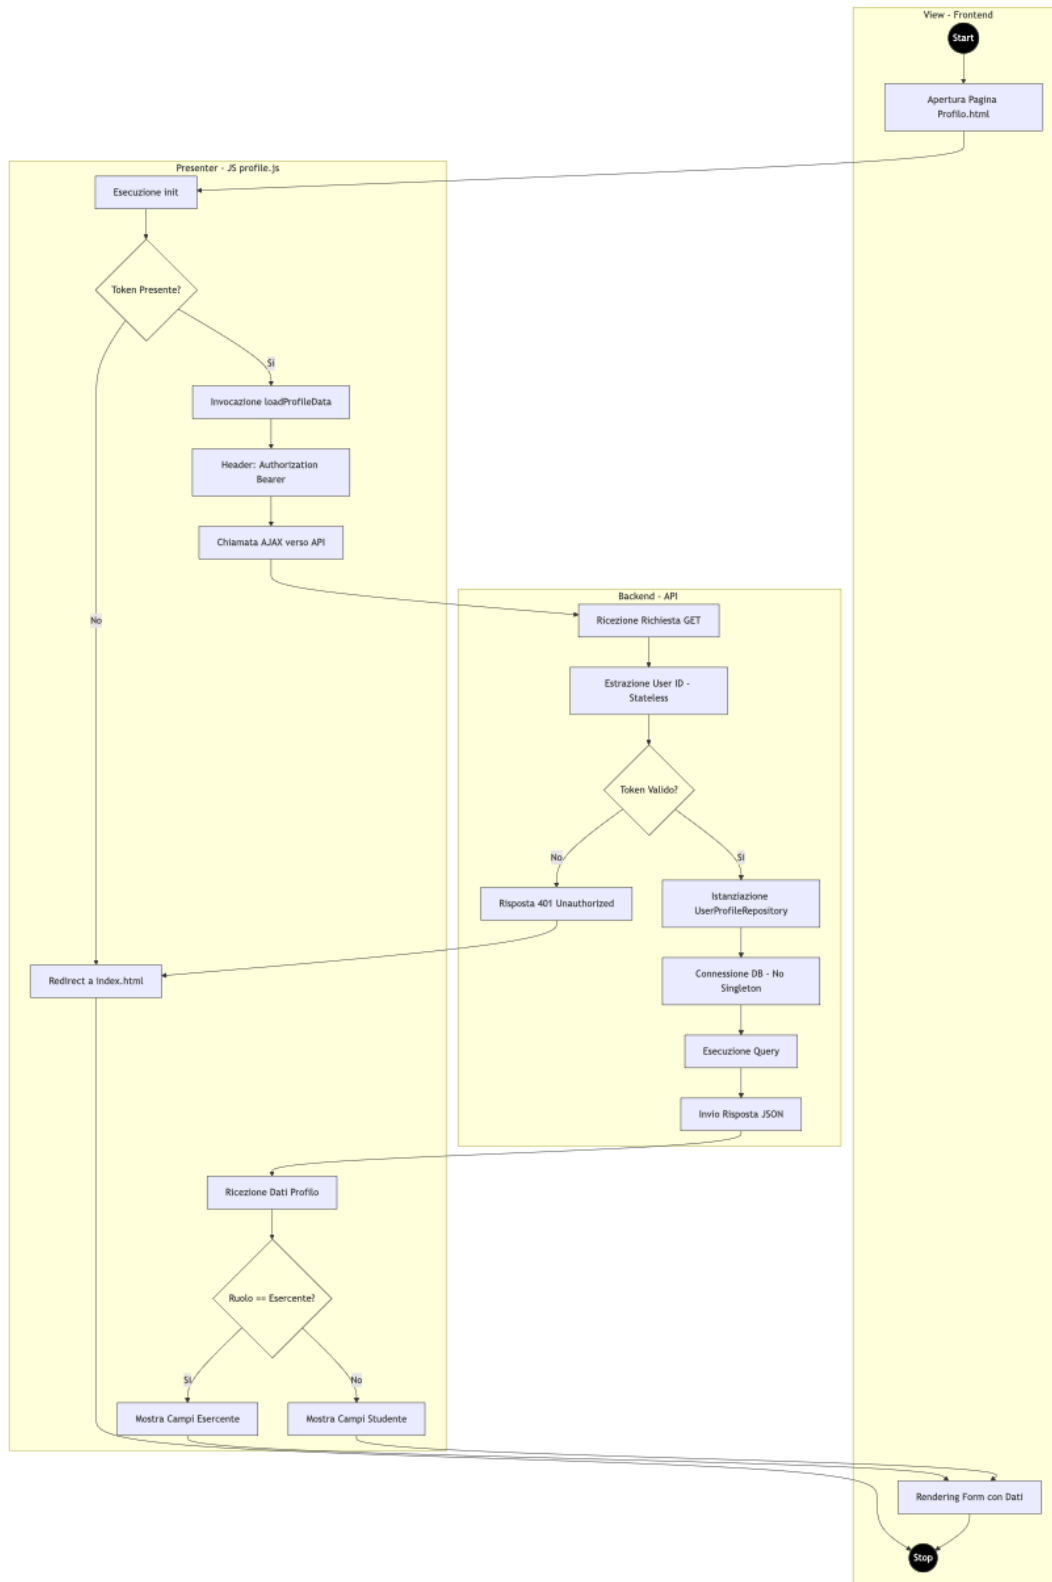 View - Frontend
Start
Apertura Pagina
Profilo.html
Presenter - JS profile.js
Esecuzione init
Token Presente?
Si
Invocazione loadProfileData
Header: Authorization
Bearer
Chiamata AJAX verso API
No
Backend - API
Ricezione Richiesta GET
Estrazione User ID -
Stateless
Token Valido?
No
Si
Risposta 401 Unauthorized
Istanziazione
UserProfileRepository
Redirect a index.html
Connessione DB - No
Singleton
Esecuzione Query
Invio Risposta JSON
Ricezione Dati Profilo
Ruolo == Esercente?
Si
No
Mostra Campi Esercente
Mostra Campi Studente
Rendering Form con Dati
Stop